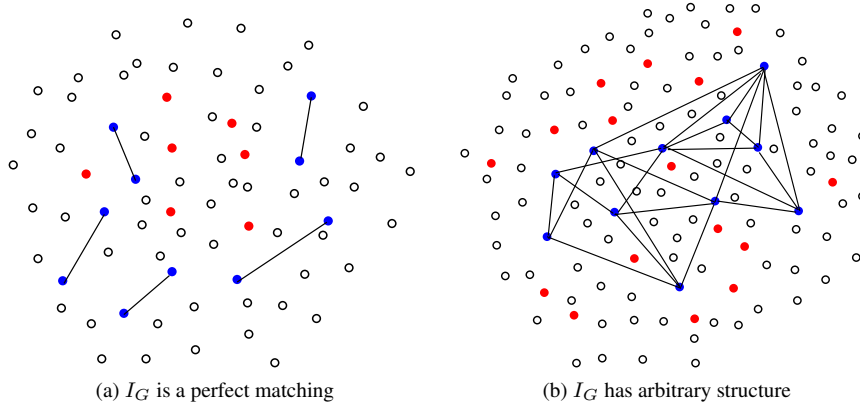 (a) I_G is a perfect matching
(b) I_G has arbitrary structure